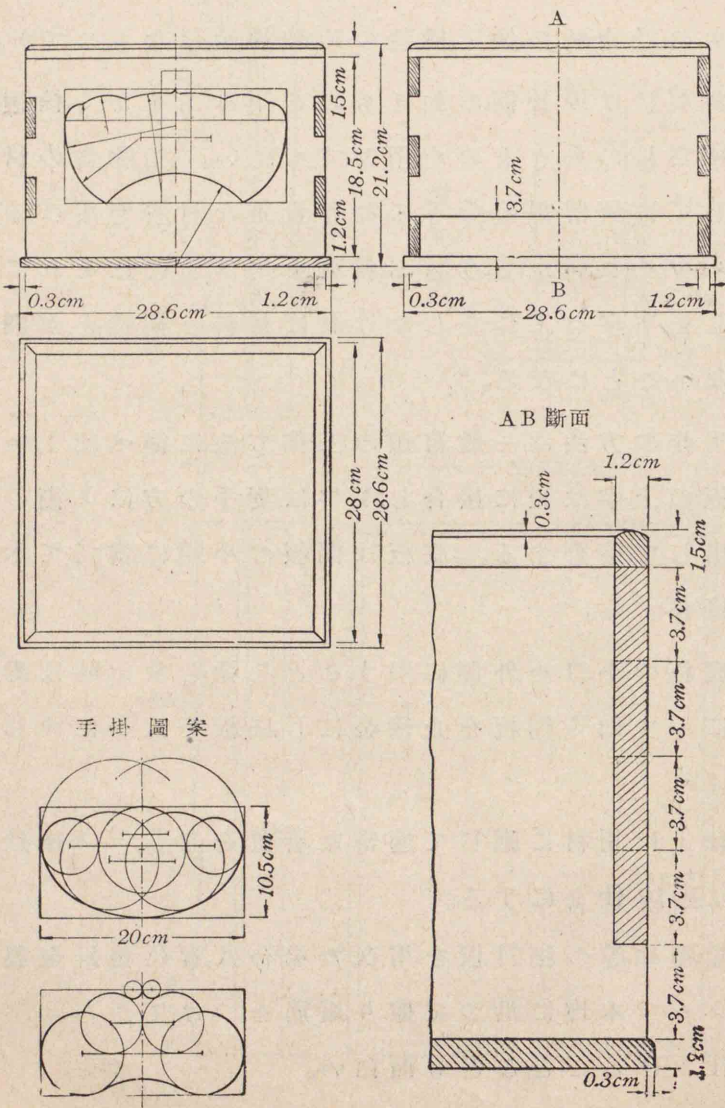 A
1.5cm
18.5cm
21.2cm
1.2cm
3.7cm
B
0.3cm
1.2cm
28.6cm
0.3cm
1.2cm
28.6cm
28cm
28.6cm
AB 斷面
1.2cm
0.3cm
1.5cm
3.7cm
3.7cm
3.7cm
3.7cm
3.7cm
0.3cm
手掛圖案
10.5cm
20cm